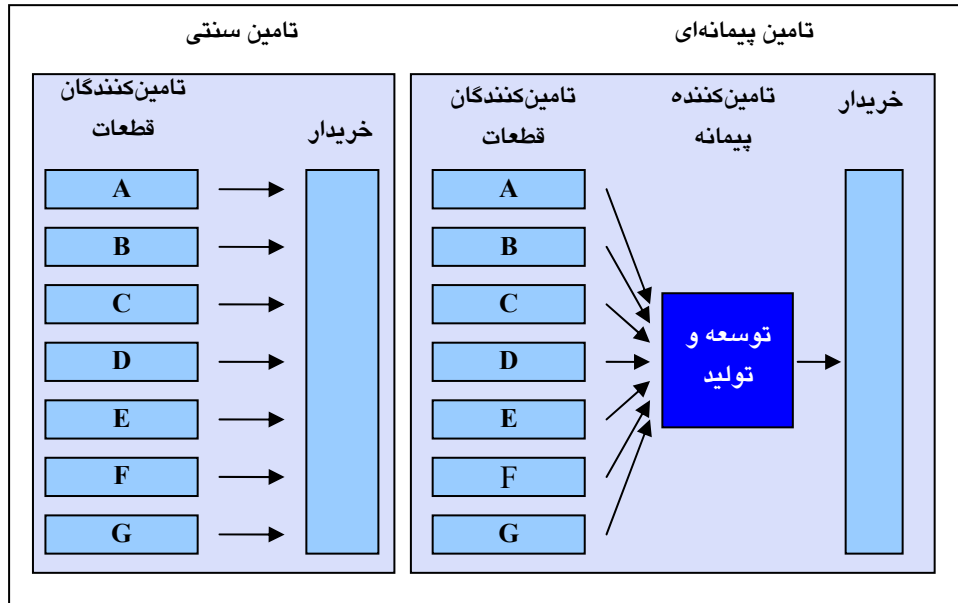 تامین پیمانه‌ای
تامین سنتی
خریدار
تامین‌کننده
پیمانه
تامین‌کنندگان
قطعات
A
B
C
D
E
F
G
توسعه و
تولید
خریدار
تامین‌کنندگان
قطعات
A
B
C
D
E
F
G